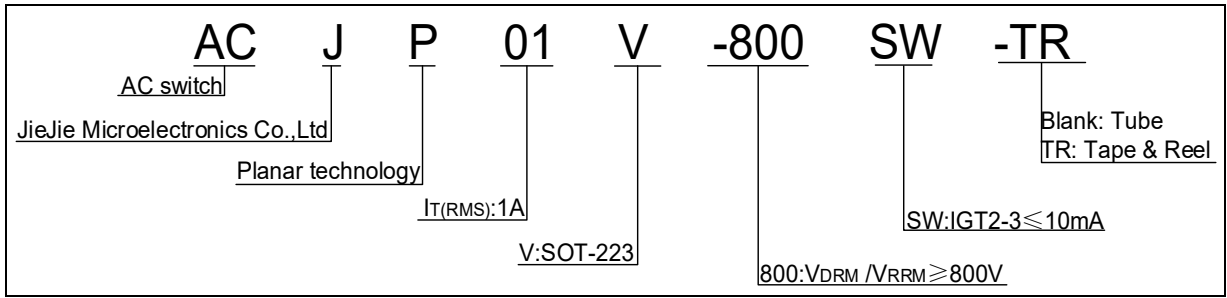 AC J P 01 V -800 SW -TR
AC switch
JieJie Microelectronics Co.,Ltd
Planar technology
IT(RMS):1A
V:SOT-223
800:VDRM /VRRM≥800V
SW:IGT2-3≤10mA
Blank: Tube
TR: Tape & Reel